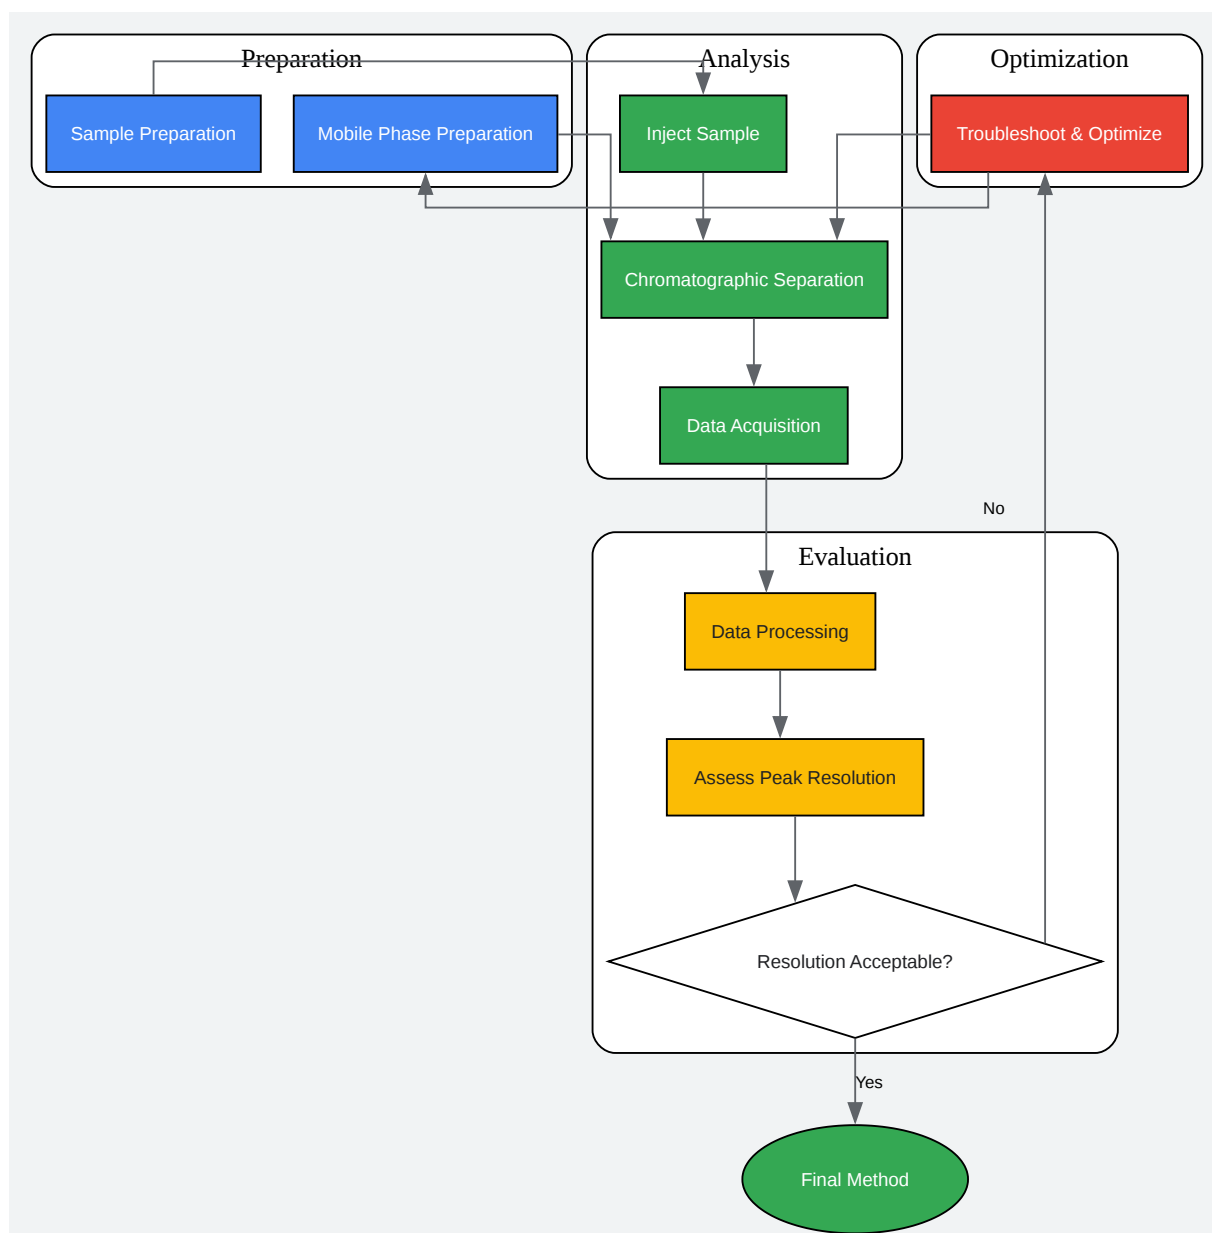 Preparation
Analysis
Optimization
Sample Preparation
Mobile Phase Preparation
Inject Sample
Troubleshoot & Optimize
Chromatographic Separation
Data Acquisition
No
Evaluation
Data Processing
Assess Peak Resolution
Resolution Acceptable?
Yes
Final Method